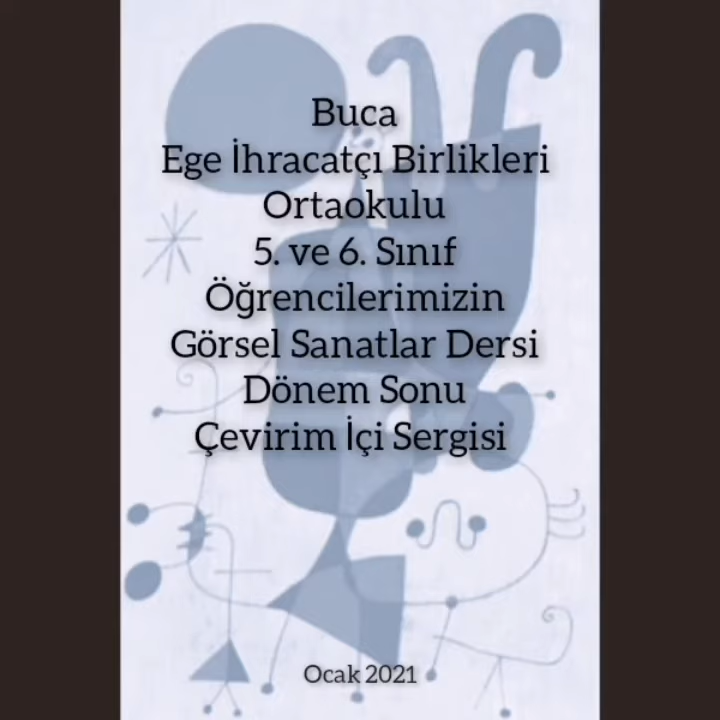 Buca
Ege İhracatçı Birlikleri
Ortaokulu
5. ve 6. Sınıf
Öğrencilerimizin
Görsel Sanatlar Dersi
Dönem Sonu
Çevirim İçi Sergisi
Ocak 2021